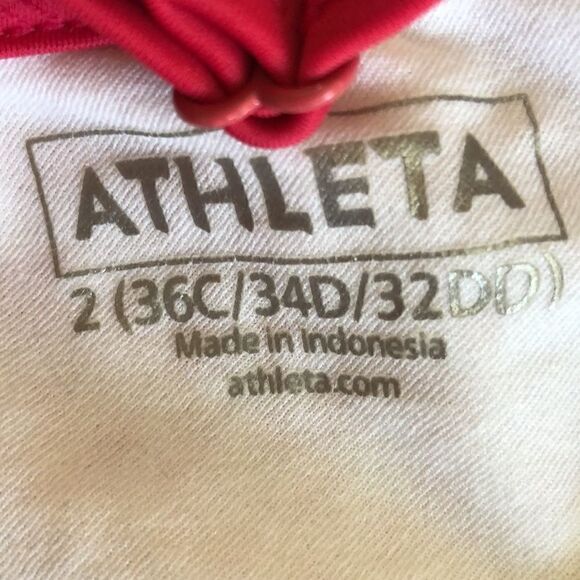 ATHLETA
2 (36C/34D/32DD)
Made in Indonesia
athleta.com